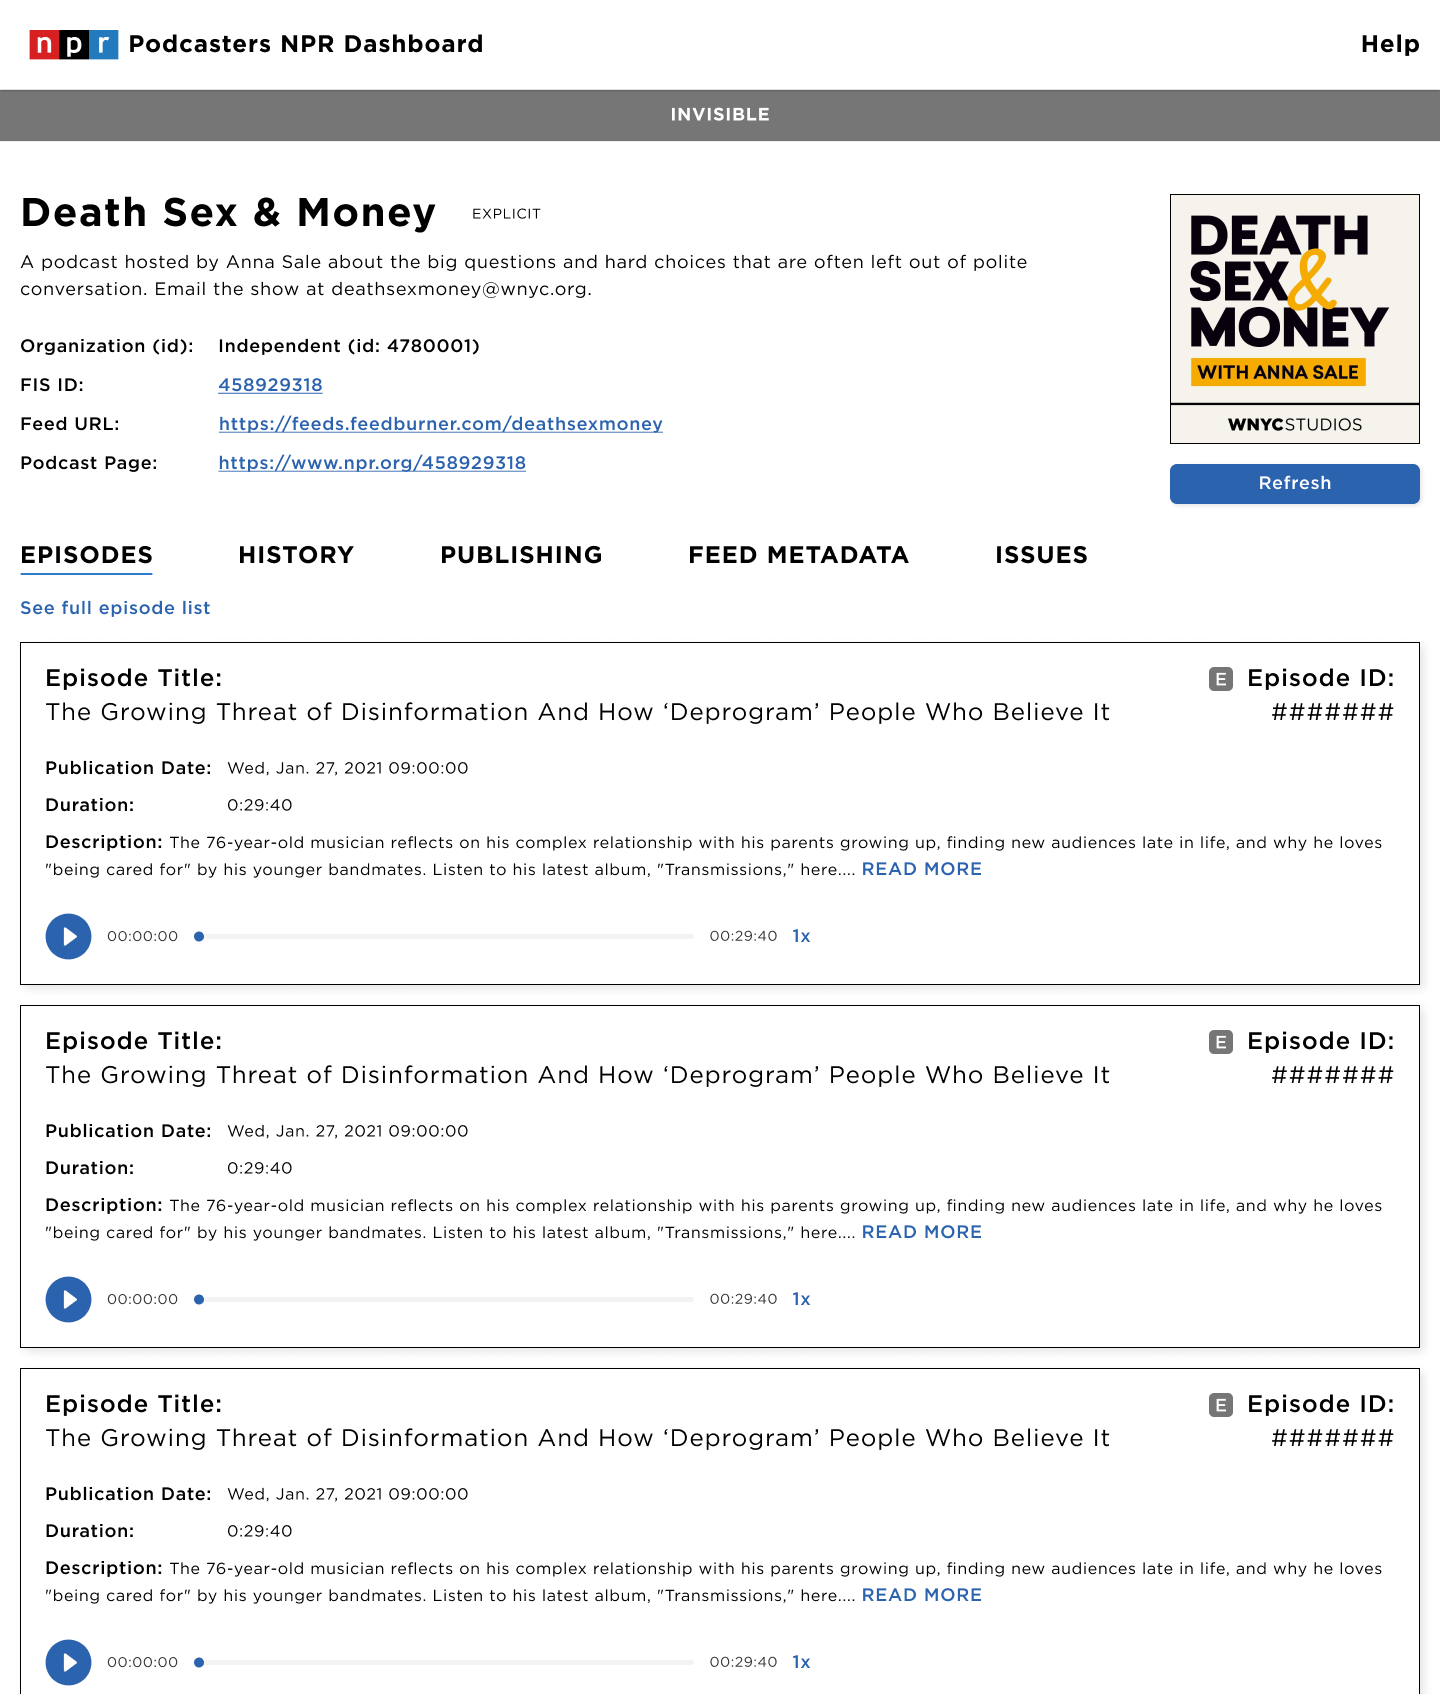 npr Podcasters NPR Dashboard Help
INVISIBLE
Death Sex & Money EXPLICIT
A podcast hosted by Anna Sale about the big questions and hard choices that are often left out of polite
conversation. Email the show at deathsexmoney@wnyc.org.
Organization (id): Independent (id: 4780001)
FIS ID: 458929318
Feed URL: https://feeds.feedburner.com/deathsexmoney
Podcast Page: https://www.npr.org/458929318
DEATH
SEX &
MONEY
WITH ANNA SALE
WNYCSTUDIOS
Refresh
EPISODES HISTORY PUBLISHING FEED METADATA ISSUES
See full episode list
Episode Title: E Episode ID:
The Growing Threat of Disinformation And How ‘Deprogram’ People Who Believe It #######
Publication Date: Wed, Jan. 27, 2021 09:00:00
Duration: 0:29:40
Description: The 76-year-old musician reflects on his complex relationship with his parents growing up, finding new audiences late in life, and why he loves
"being cared for" by his younger bandmates. Listen to his latest album, "Transmissions," here.... READ MORE
00:00:00 00:29:40 1x
Episode Title: E Episode ID:
The Growing Threat of Disinformation And How ‘Deprogram’ People Who Believe It #######
Publication Date: Wed, Jan. 27, 2021 09:00:00
Duration: 0:29:40
Description: The 76-year-old musician reflects on his complex relationship with his parents growing up, finding new audiences late in life, and why he loves
"being cared for" by his younger bandmates. Listen to his latest album, "Transmissions," here.... READ MORE
00:00:00 00:29:40 1x
Episode Title: E Episode ID:
The Growing Threat of Disinformation And How ‘Deprogram’ People Who Believe It #######
Publication Date: Wed, Jan. 27, 2021 09:00:00
Duration: 0:29:40
Description: The 76-year-old musician reflects on his complex relationship with his parents growing up, finding new audiences late in life, and why he loves
"being cared for" by his younger bandmates. Listen to his latest album, "Transmissions," here.... READ MORE
00:00:00 00:29:40 1x